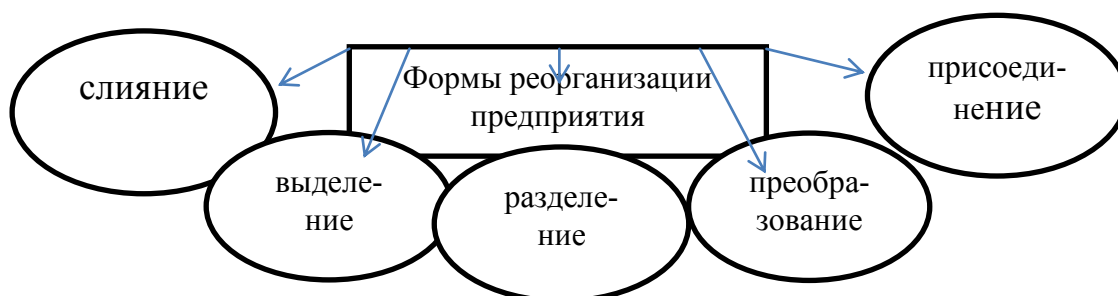 Формы реорганизации
предприятия
слияние
выделе-
ние
разделе-
ние
преобра-
зование
присоеди-
нение